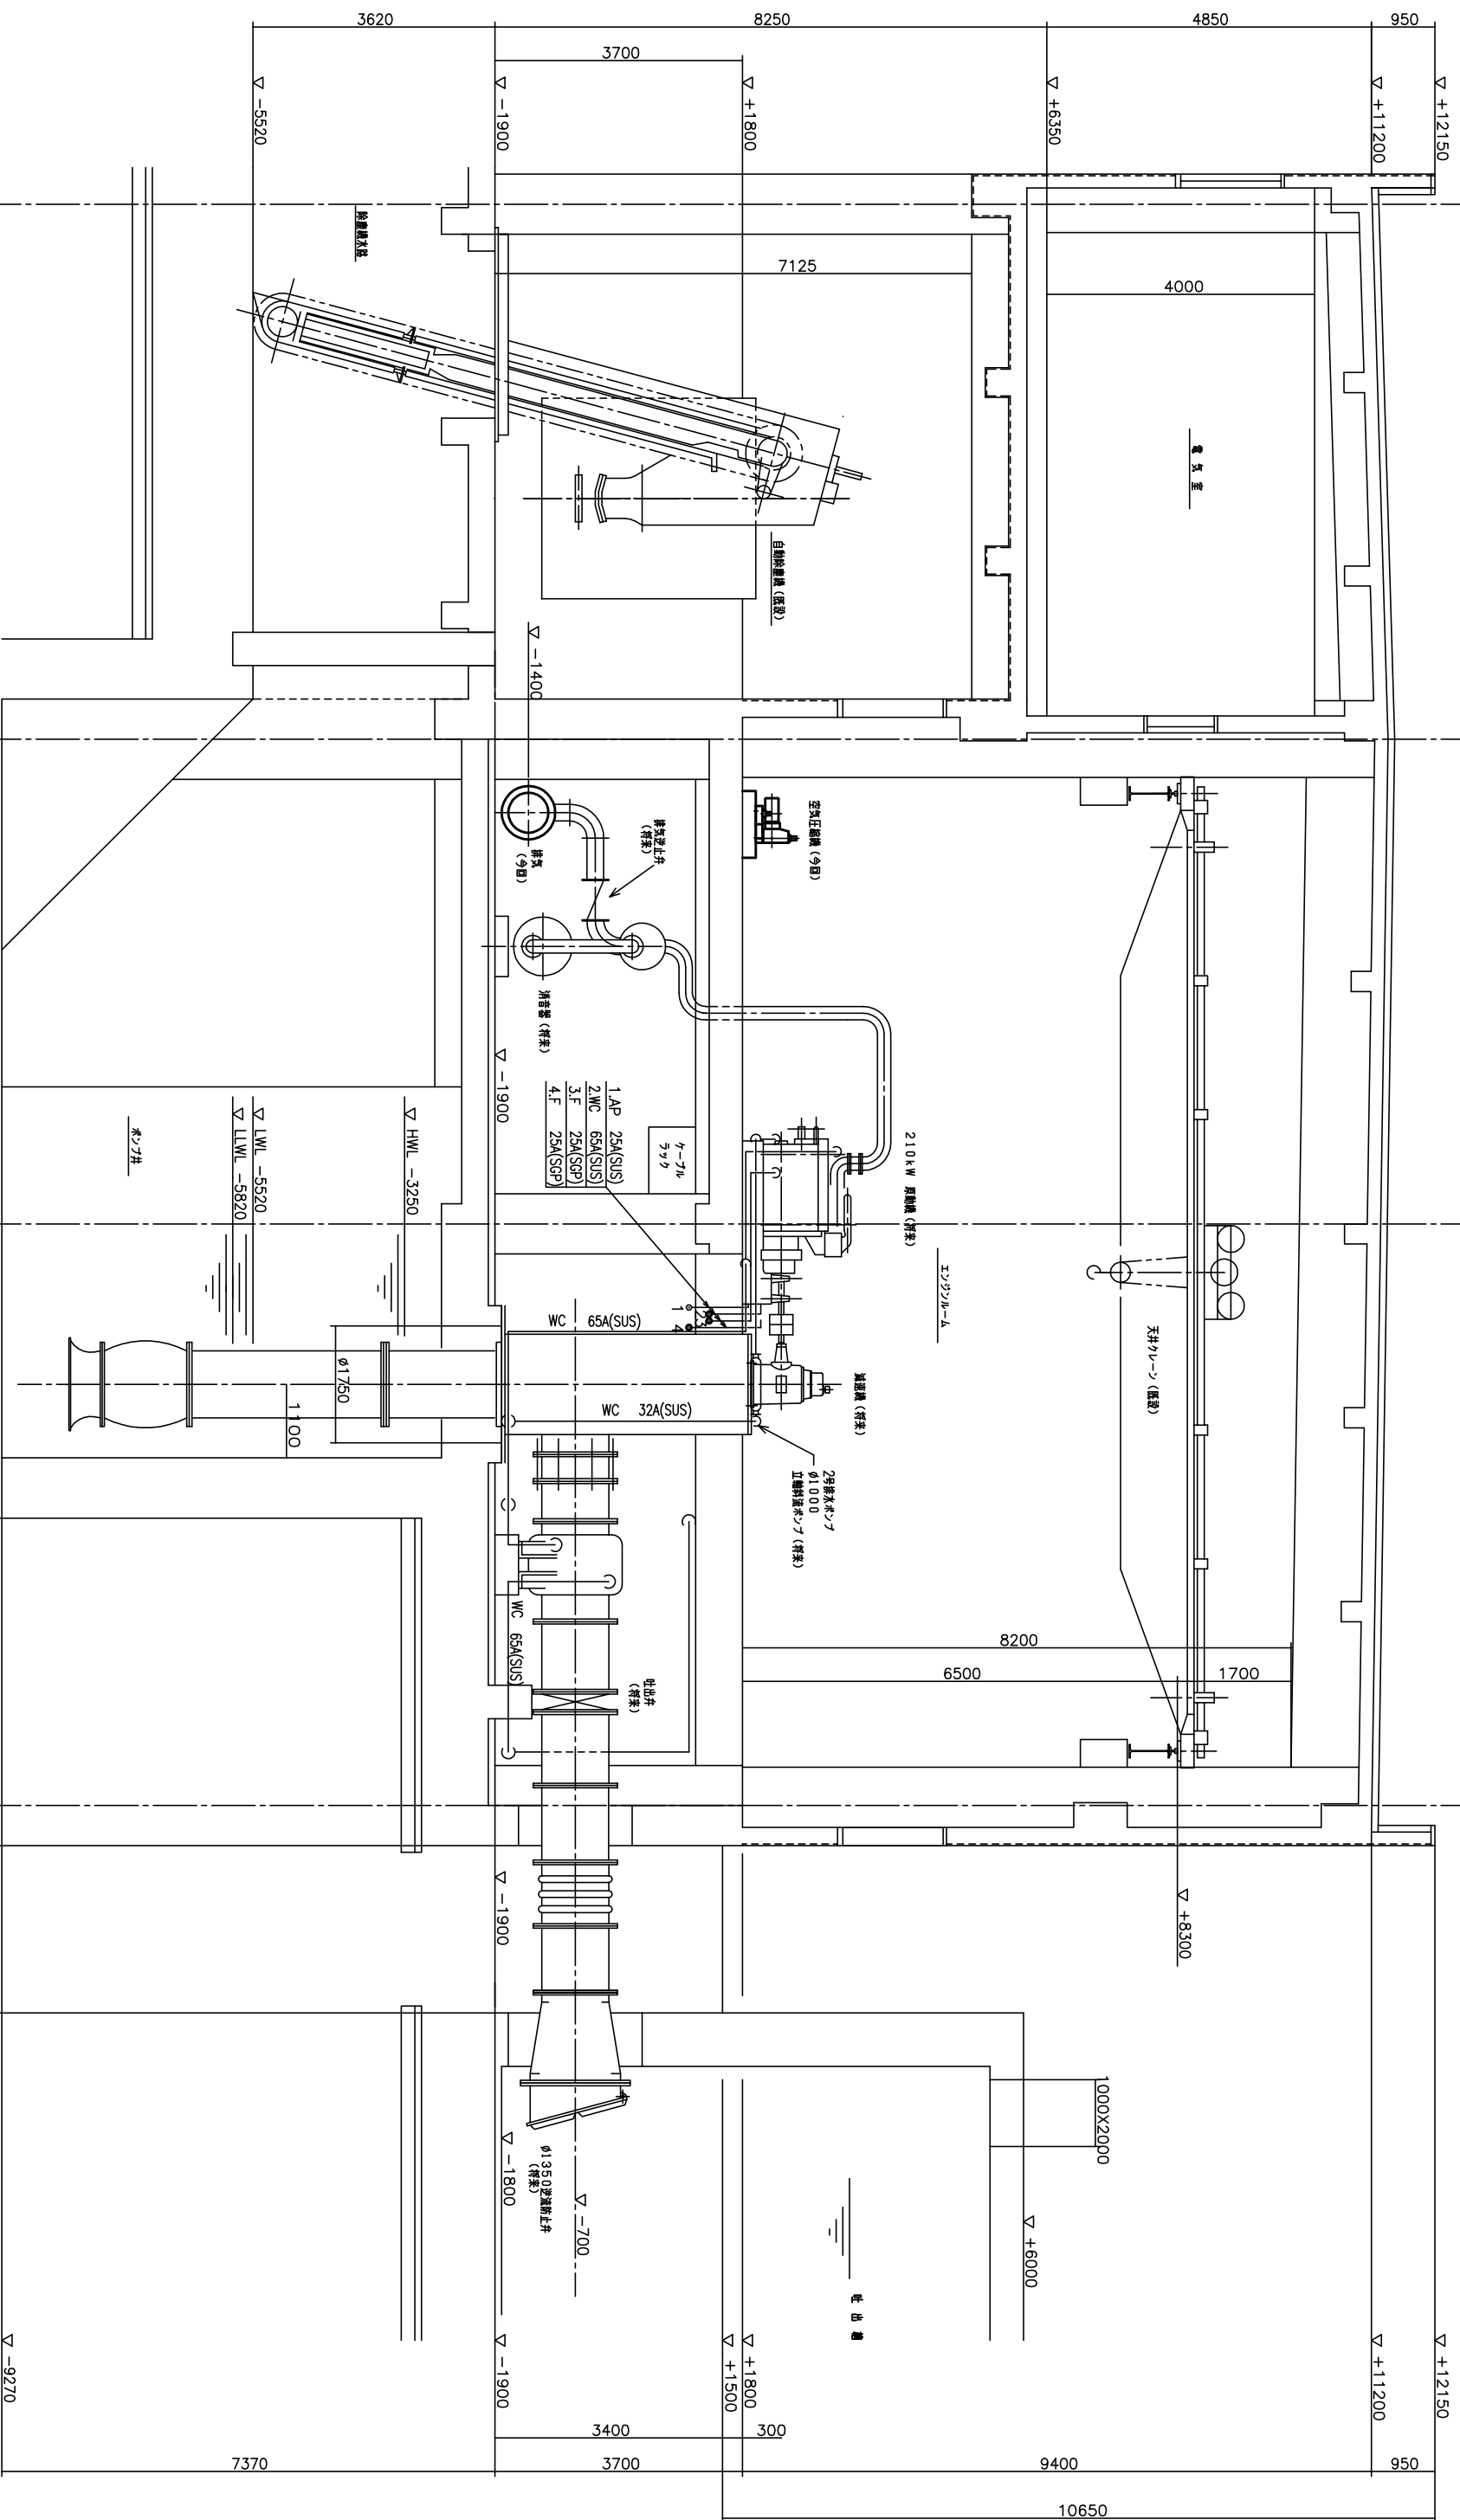 3620
8250
4850
950
3700
▽ -5520
▽ -1900
▽ +1800
▽ +6350
▽ +11200
▽ +12150
除塵機水路
7125
4000
電 気 室
自動除塵機（既設）
▽ -1400
空気圧縮機（今回）
排気逆止弁
（将来）
排気
（今回）
消音器（将来）
▽ -1900
1.AP 25A(SUS)
2.WC 65A(SUS)
3.F 25A(SGP)
4.F 25A(SGP)
ケーブル
ラック
210kW 原動機（将来）
エンジンルーム
天井クレーン（既設）
減速機（将来）
2号排水ポンプ
φ1000
立軸斜流ポンプ（将来）
ポンプ井
▽ HWL -3250
▽ LWL -5520
▽ LLWL -5820
1
2
3
4
WC 65A(SUS)
WC 32A(SUS)
WC 65A(SUS)
ø1750
1100
吐出弁
（将来）
8200
6500
1700
▽ +8300
▽ -1900
1000X2000
▽ -1800
φ1350逆流防止弁
（将来）
▽ -700
▽ +6000
吐 出 槽
▽ -9270
▽ -1900
▽ +1500
▽ +1800
▽ +11200
▽ +12150
3400
300
7370
3700
9400
950
10650